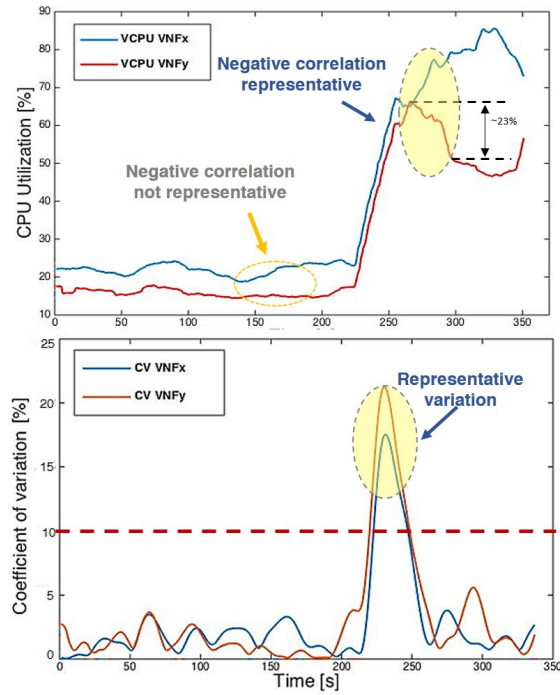 90
80
70
60
50
40
30
20
10
CPU Utilization [%]
VCPU VNFx
VCPU VNFy
Negative correlation
representative
Negative correlation
not representative
~23%
0 50 100 150 200 250 300 350
25
20
15
10
5
0
Coefficient of variation [%]
CV VNFx
CV VNFy
Representative
variation
0 50 100 150 200 250 300 350
Time [s]